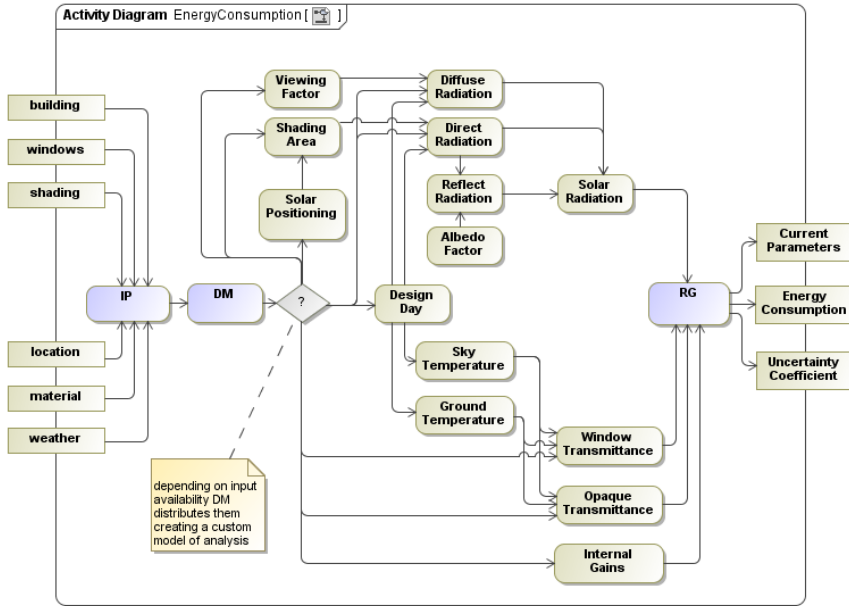 Activity Diagram EnergyConsumption [ ]
Viewing
Factor
Diffuse
Radiation
building
Shading
Area
Direct
Radiation
windows
shading
Solar
Positioning
Reflect
Radiation
Solar
Radiation
Albedo
Factor
Current
Parameters
IP
DM
?
Design
Day
RG
Energy
Consumption
location
Sky
Temperature
Uncertainty
Coefficient
material
Ground
Temperature
weather
Window
Transmittance
depending on input
availability DM
distributes them
creating a custom
model of analysis
Opaque
Transmittance
Internal
Gains